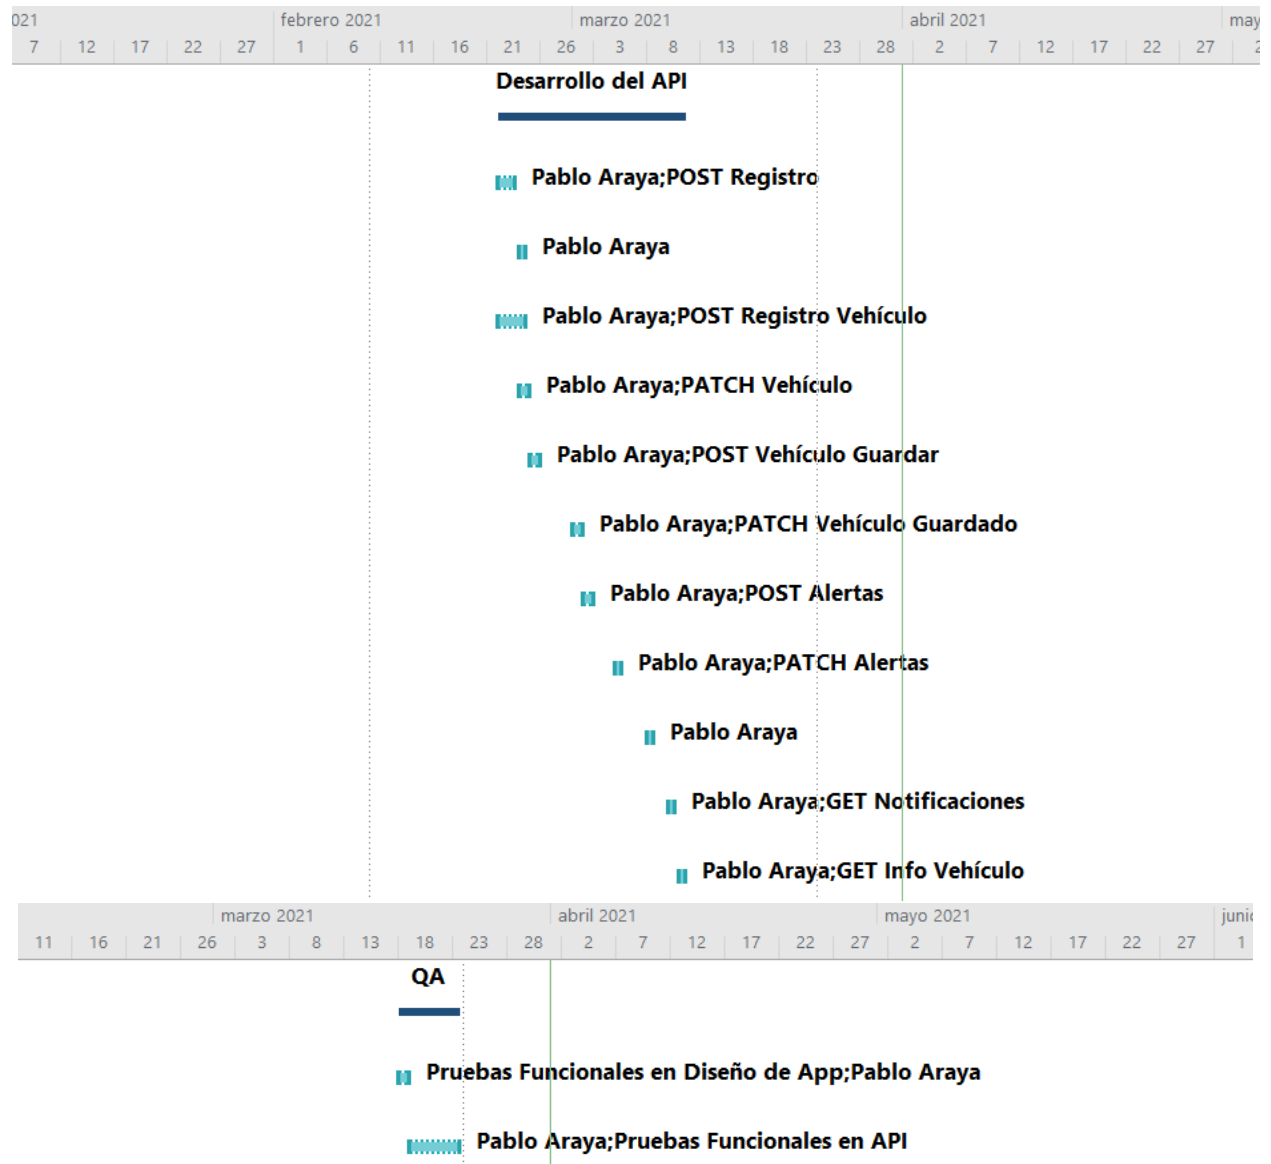 021 febrero 2021 marzo 2021 abril 2021 may
7 12 17 22 27 1 6 11 16 21 26 3 8 13 18 23 28 2 7 12 17 22 27 2
Desarrollo del API
Pablo Araya;POST Registro
Pablo Araya
Pablo Araya;POST Registro Vehículo
Pablo Araya;PATCH Vehículo
Pablo Araya;POST Vehículo Guardar
Pablo Araya;PATCH Vehículo Guardado
Pablo Araya;POST Alertas
Pablo Araya;PATCH Alertas
Pablo Araya
Pablo Araya;GET Notificaciones
Pablo Araya;GET Info Vehículo
marzo 2021 abril 2021 mayo 2021 junio
11 16 21 26 3 8 13 18 23 28 2 7 12 17 22 27 2 7 12 17 22 27 1
QA
Pruebas Funcionales en Diseño de App;Pablo Araya
Pablo Araya;Pruebas Funcionales en API